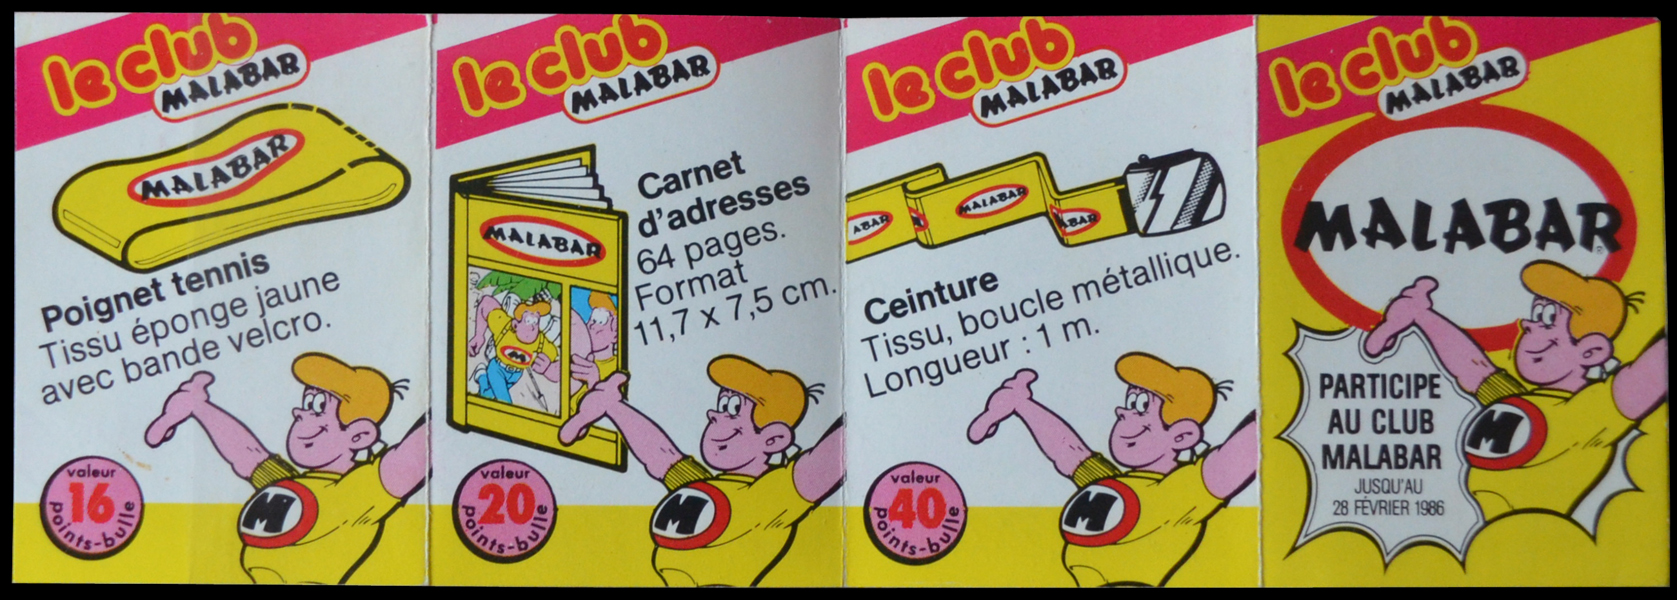 le club
MALABAR
MALABAR
Poignet tennis
Tissu éponge jaune
avec bande velcro.
valeur
16
points-bulle
M
le club
MALABAR
MALABAR
Carnet
d'adresses
64 pages.
Format
11,7 x 7,5 cm.
M
valeur
20
points-bulle
M
le club
MALABAR
ABAR
MALABAR
ABAR
Ceinture
Tissu, boucle métallique.
Longueur : 1 m.
valeur
40
points-bulle
M
le club
MALABAR
MALABAR
PARTICIPE
AU CLUB
MALABAR
JUSQU'AU
28 FÉVRIER 1986
M